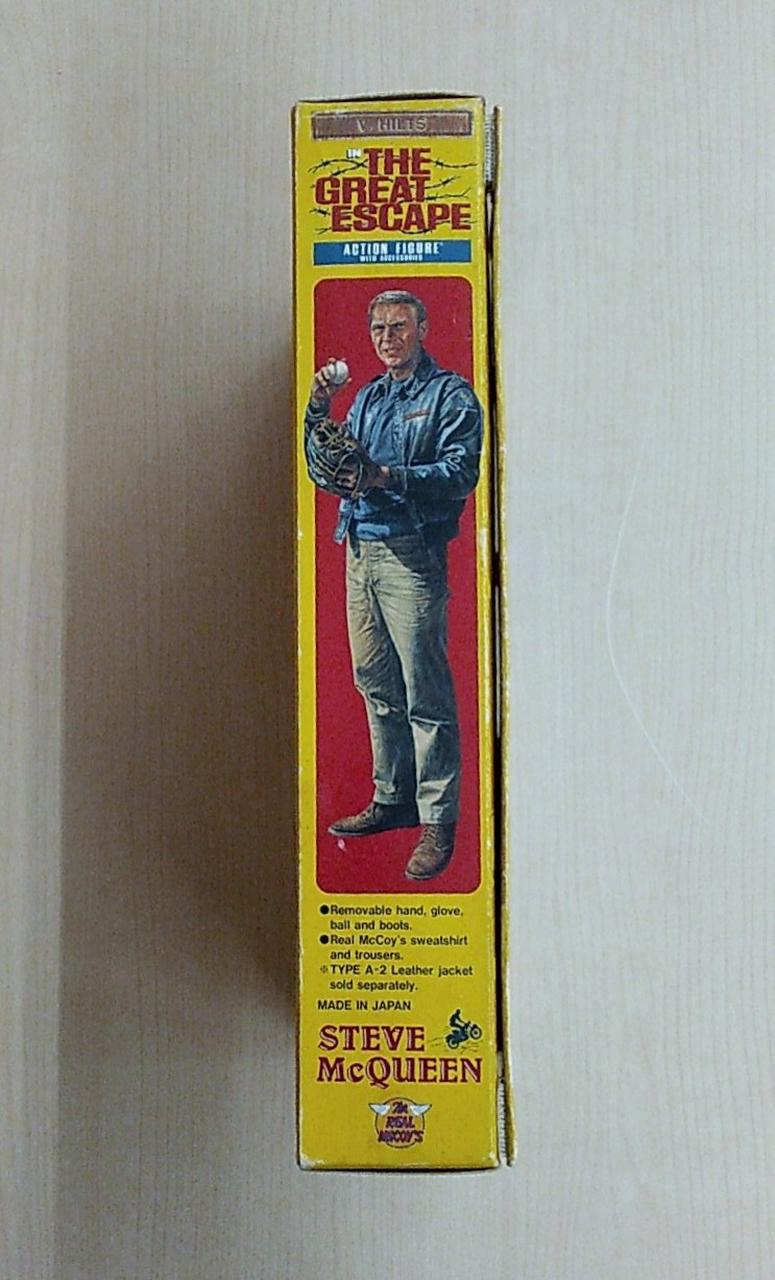 V. HILTS
IN THE
GREAT
ESCAPE
ACTION FIGURE
WITH ACCESSORIES
●Removable hand, glove,
ball and boots.
●Real McCoy's sweatshirt
and trousers.
※TYPE A-2 Leather jacket
sold separately.
MADE IN JAPAN
STEVE
McQUEEN
The
REAL
McCOY'S